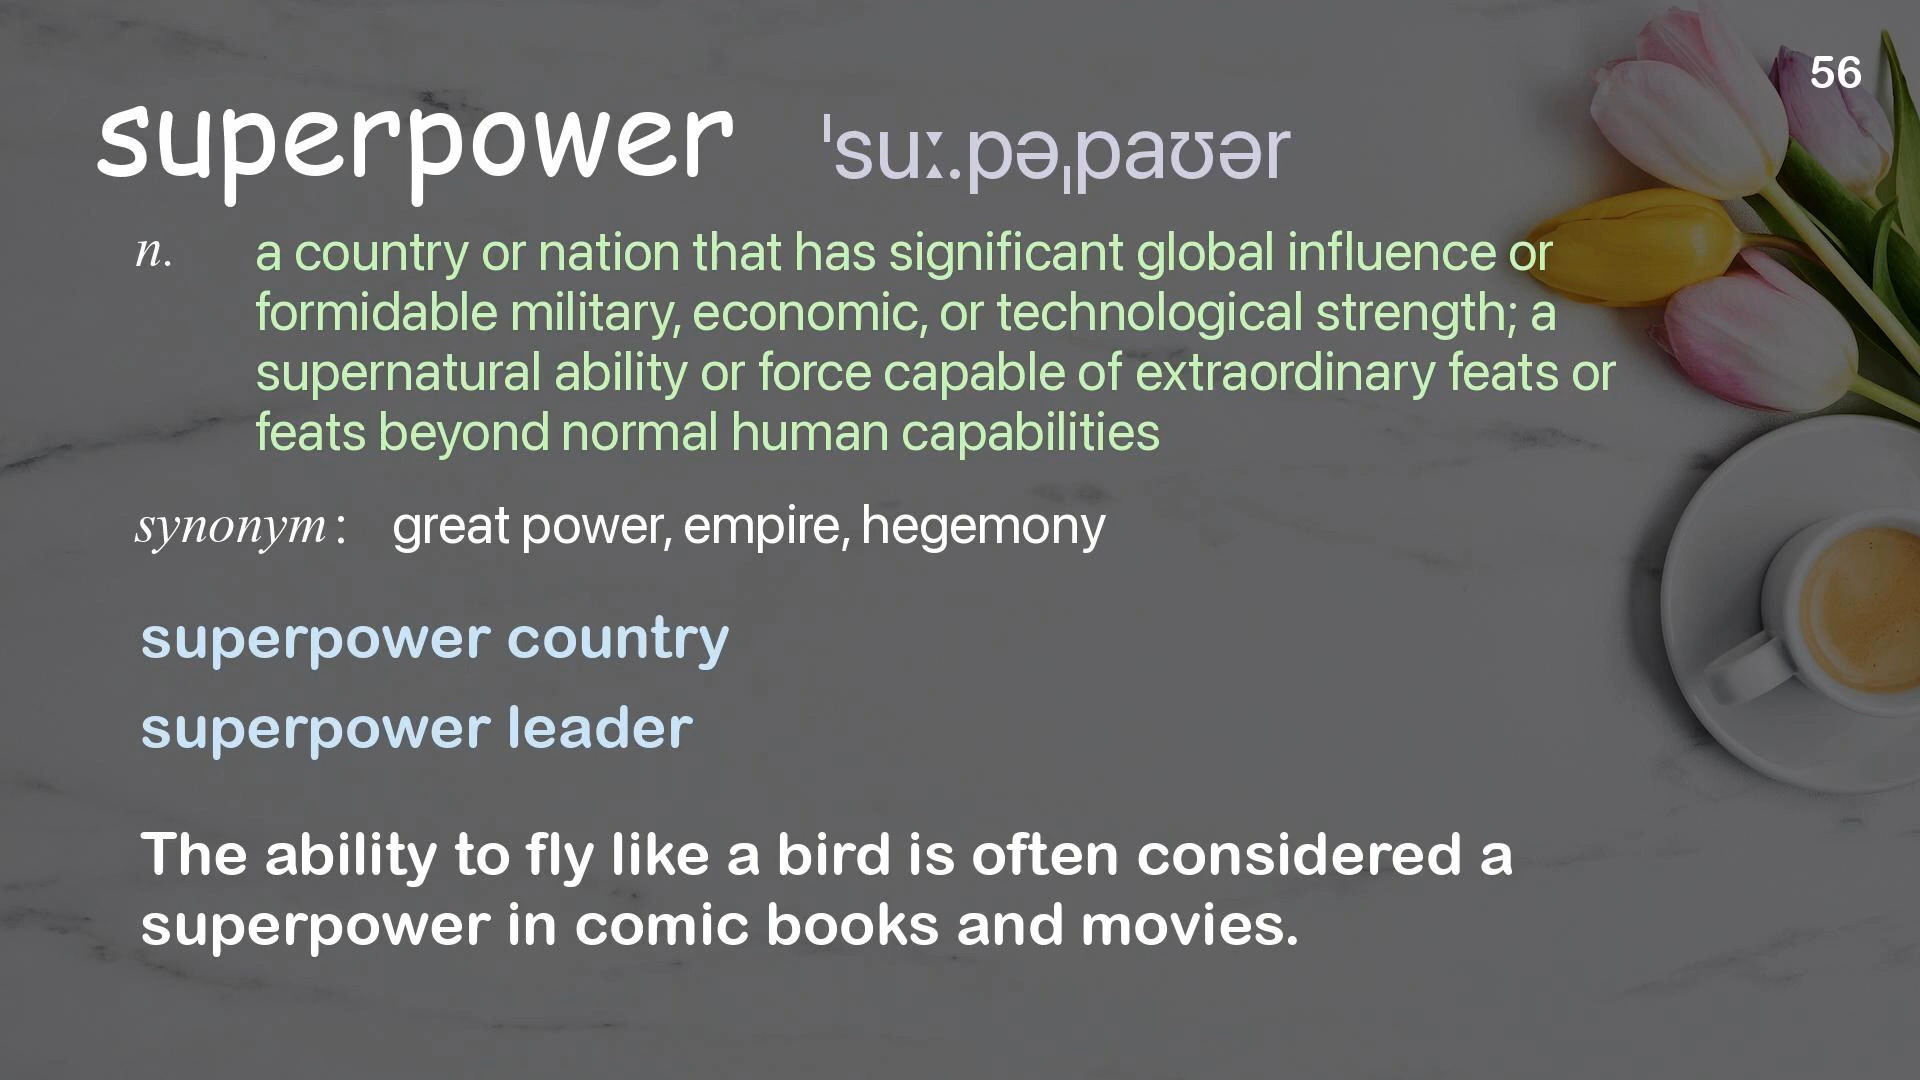 56
superpower ˈsuː.pəˌpaʊər
n. a country or nation that has significant global influence or
formidable military, economic, or technological strength; a
supernatural ability or force capable of extraordinary feats or
feats beyond normal human capabilities
synonym: great power, empire, hegemony
superpower country
superpower leader
The ability to fly like a bird is often considered a
superpower in comic books and movies.